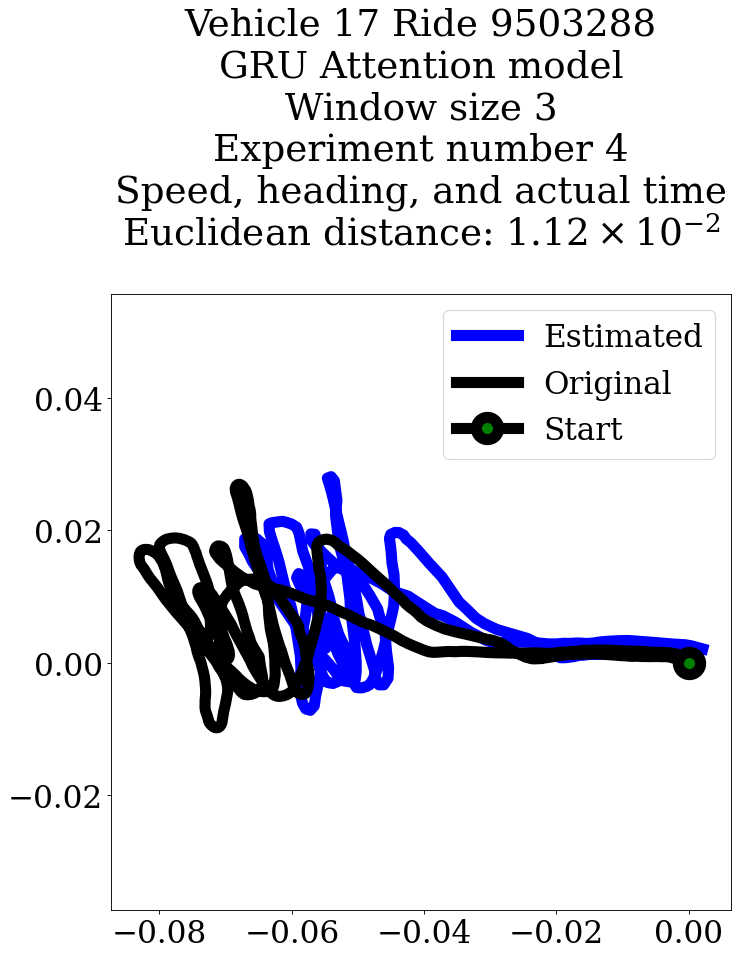 Vehicle 17 Ride 9503288
GRU Attention model
Window size 3
Experiment number 4
Speed, heading, and actual time
Euclidean distance: 1.12 × 10⁻²
Estimated
Original
Start
0.04
0.02
0.00
−0.02
−0.08 −0.06 −0.04 −0.02 0.00